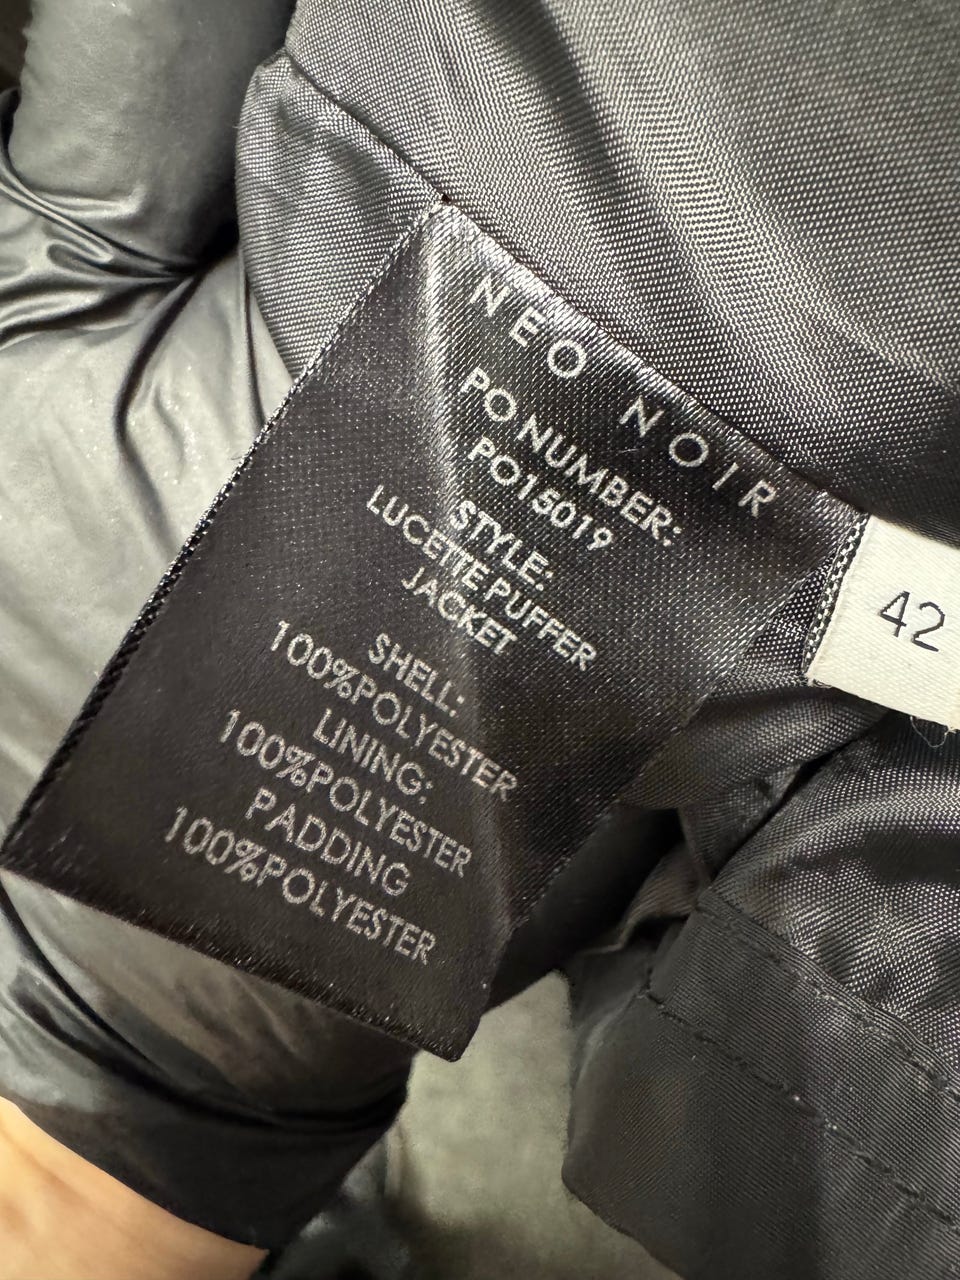 NEO NOIR
PO NUMBER:
PO15019
STYLE:
LUCETTE PUFFER
JACKET
SHELL:
100%POLYESTER
LINING:
100%POLYESTER
PADDING
100%POLYESTER
42